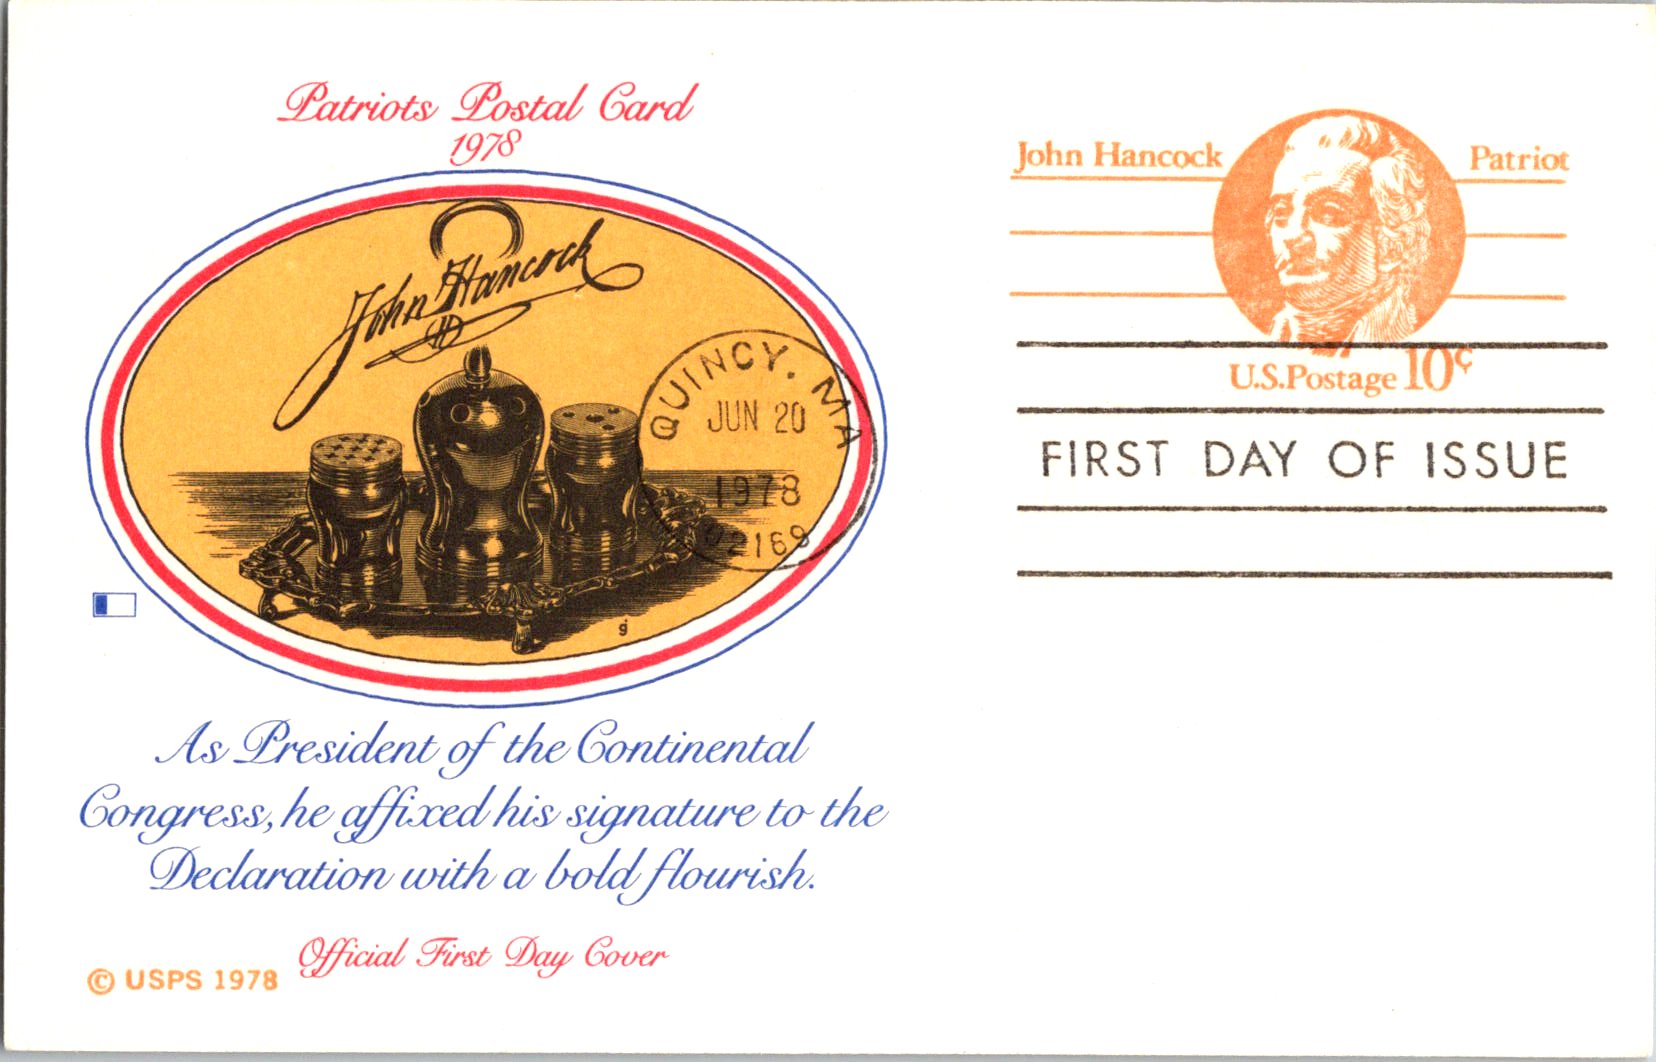 Patriots Postal Card
1978
John Hancock
QUINCY, MA
JUN 20
1978
02169
g
As President of the Continental
Congress, he affixed his signature to the
Declaration with a bold flourish.
Official First Day Cover
© USPS 1978
John Hancock
Patriot
U.S.Postage 10¢
FIRST DAY OF ISSUE